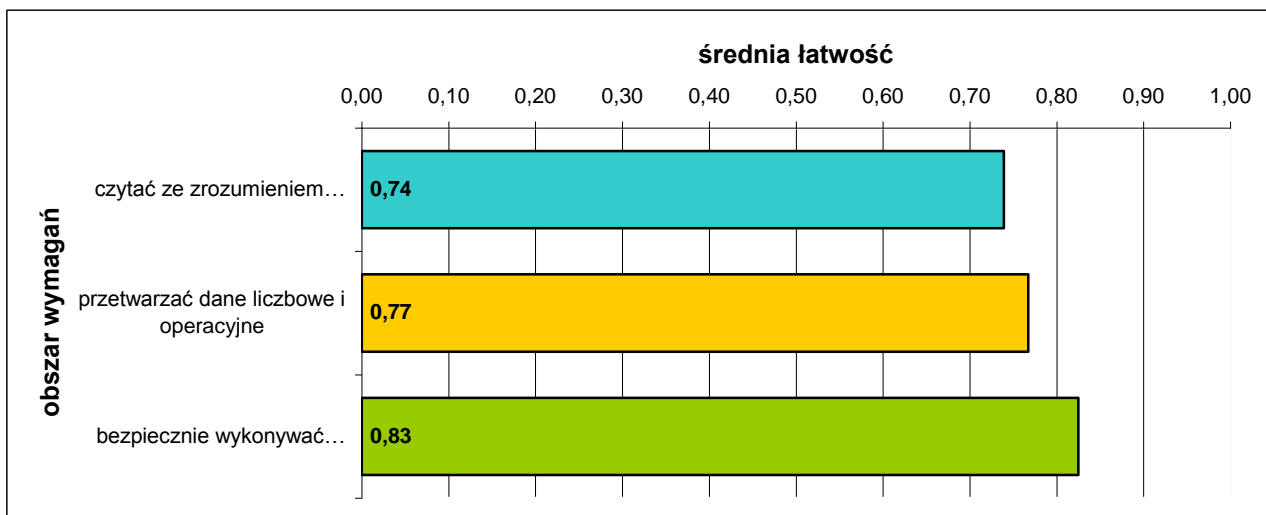 średnia łatwość
0,00 0,10 0,20 0,30 0,40 0,50 0,60 0,70 0,80 0,90 1,00
obszar wymagań
czytać ze zrozumieniem…
0,74
przetwarzać dane liczbowe i
operacyjne
0,77
bezpiecznie wykonywać…
0,83